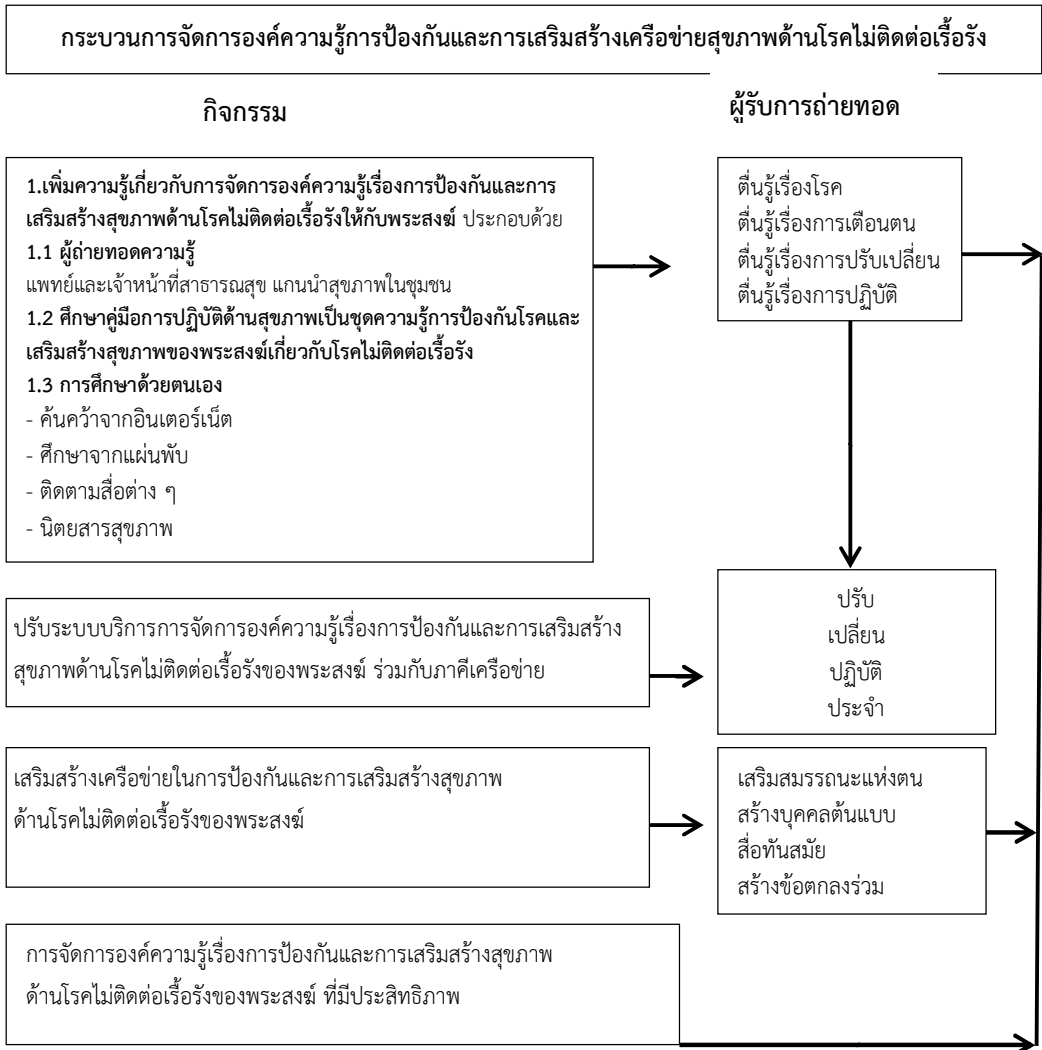 กระบวนการจัดการองค์ความรู้การป้องกันและการเสริมสร้างเครือข่ายสุขภาพด้านโรคไม่ติดต่อเรื้อรัง
กิจกรรม
ผู้รับการถ่ายทอด
1.เพิ่มความรู้เกี่ยวกับการจัดการองค์ความรู้เรื่องการป้องกันและการ
เสริมสร้างสุขภาพด้านโรคไม่ติดต่อเรื้อรังให้กับพระสงฆ์ ประกอบด้วย
1.1 ผู้ถ่ายทอดความรู้
แพทย์และเจ้าหน้าที่สาธารณสุข แกนนำสุขภาพในชุมชน
1.2 ศึกษาคู่มือการปฏิบัติด้านสุขภาพเป็นชุดความรู้การป้องกันโรคและ
เสริมสร้างสุขภาพของพระสงฆ์เกี่ยวกับโรคไม่ติดต่อเรื้อรัง
1.3 การศึกษาด้วยตนเอง
- ค้นคว้าจากอินเตอร์เน็ต
- ศึกษาจากแผ่นพับ
- ติดตามสื่อต่าง ๆ
- นิตยสารสุขภาพ
ตื่นรู้เรื่องโรค
ตื่นรู้เรื่องการเตือนตน
ตื่นรู้เรื่องการปรับเปลี่ยน
ตื่นรู้เรื่องการปฏิบัติ
ปรับระบบบริการการจัดการองค์ความรู้เรื่องการป้องกันและการเสริมสร้าง
สุขภาพด้านโรคไม่ติดต่อเรื้อรังของพระสงฆ์ ร่วมกับภาคีเครือข่าย
ปรับ
เปลี่ยน
ปฏิบัติ
ประจำ
เสริมสร้างเครือข่ายในการป้องกันและการเสริมสร้างสุขภาพ
ด้านโรคไม่ติดต่อเรื้อรังของพระสงฆ์
เสริมสมรรถนะแห่งตน
สร้างบุคคลต้นแบบ
สื่อทันสมัย
สร้างข้อตกลงร่วม
การจัดการองค์ความรู้เรื่องการป้องกันและการเสริมสร้างสุขภาพ
ด้านโรคไม่ติดต่อเรื้อรังของพระสงฆ์ ที่มีประสิทธิภาพ